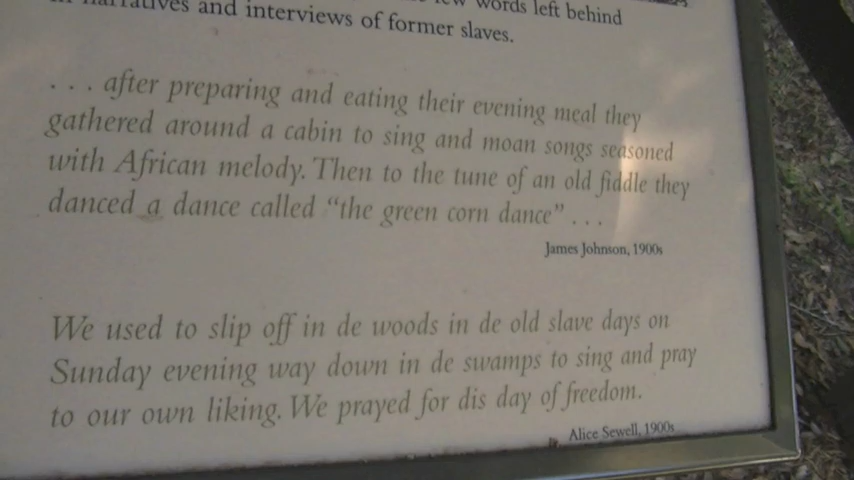 in narratives and interviews of former slaves.
few words left behind
. . . after preparing and eating their evening meal they
gathered around a cabin to sing and moan songs seasoned
with African melody. Then to the tune of an old fiddle they
danced a dance called “the green corn dance” . . .
James Johnson, 1900s
We used to slip off in de woods in de old slave days on
Sunday evening way down in de swamps to sing and pray
to our own liking. We prayed for dis day of freedom.
Alice Sewell, 1900s